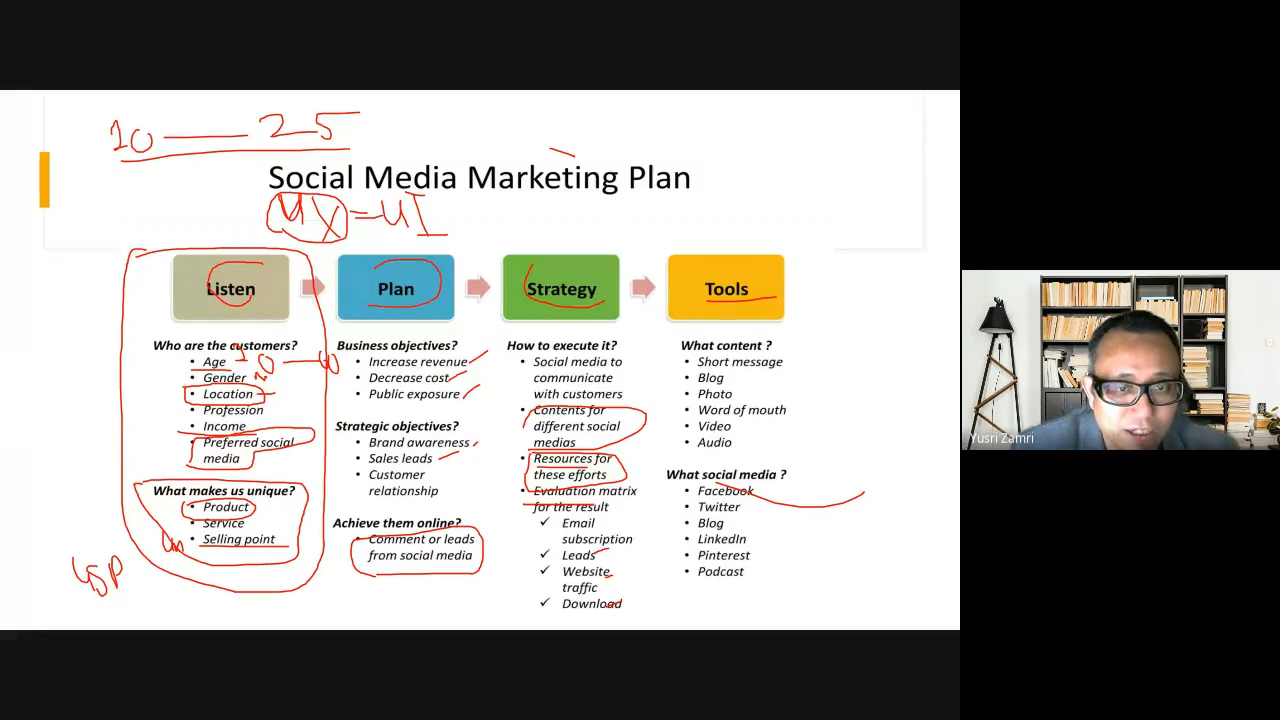 10 — 25
Social Media Marketing Plan
UX = UI
Listen
Plan
Strategy
Tools
Who are the customers?
• Age
• Gender
• Location
• Profession
• Income
• Preferred social
media
What makes us unique?
• Product
• Service
• Selling point
USP
Business objectives?
• Increase revenue
• Decrease cost
• Public exposure
Strategic objectives?
• Brand awareness
• Sales leads
• Customer
relationship
Achieve them online?
• Comment or leads
from social media
How to execute it?
• Social media to
communicate
with customers
• Contents for
different social
medias
• Resources for
these efforts
• Evaluation matrix
for the result
✓ Email
subscription
✓ Leads
✓ Website
traffic
✓ Download
What content ?
• Short message
• Blog
• Photo
• Word of mouth
• Video
• Audio
What social media ?
• Facebook
• Twitter
• Blog
• LinkedIn
• Pinterest
• Podcast
Yusri Zamri